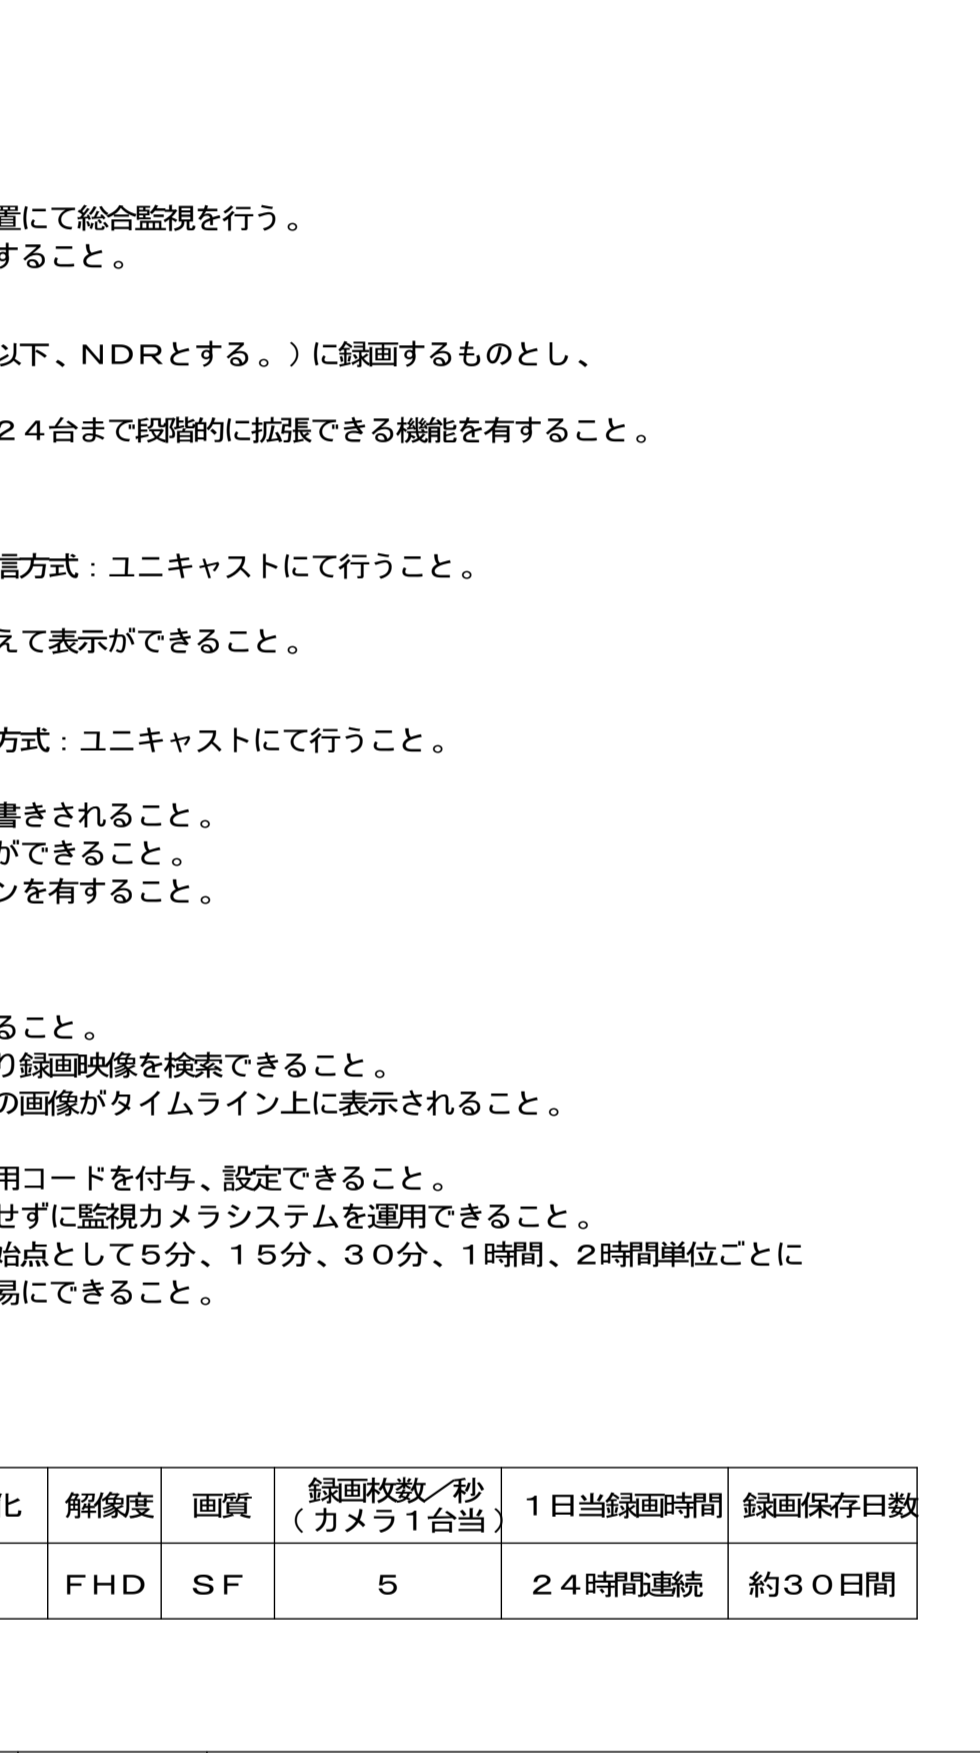 置にて総合監視を行う。
すること。
以下、ＮＤＲとする。）に録画するものとし、
２４台まで段階的に拡張できる機能を有すること。
信方式：ユニキャストにて行うこと。
えて表示ができること。
方式：ユニキャストにて行うこと。
書きされること。
ができること。
ンを有すること。
ること。
り録画映像を検索できること。
の画像がタイムライン上に表示されること。
用コードを付与、設定できること。
せずに監視カメラシステムを運用できること。
始点として５分、１５分、３０分、１時間、２時間単位ごとに
易にできること。
化 解像度 画質 録画枚数／秒 １日当録画時間 録画保存日数
（カメラ１台当）
ＦＨＤ ＳＦ ５ ２４時間連続 約３０日間